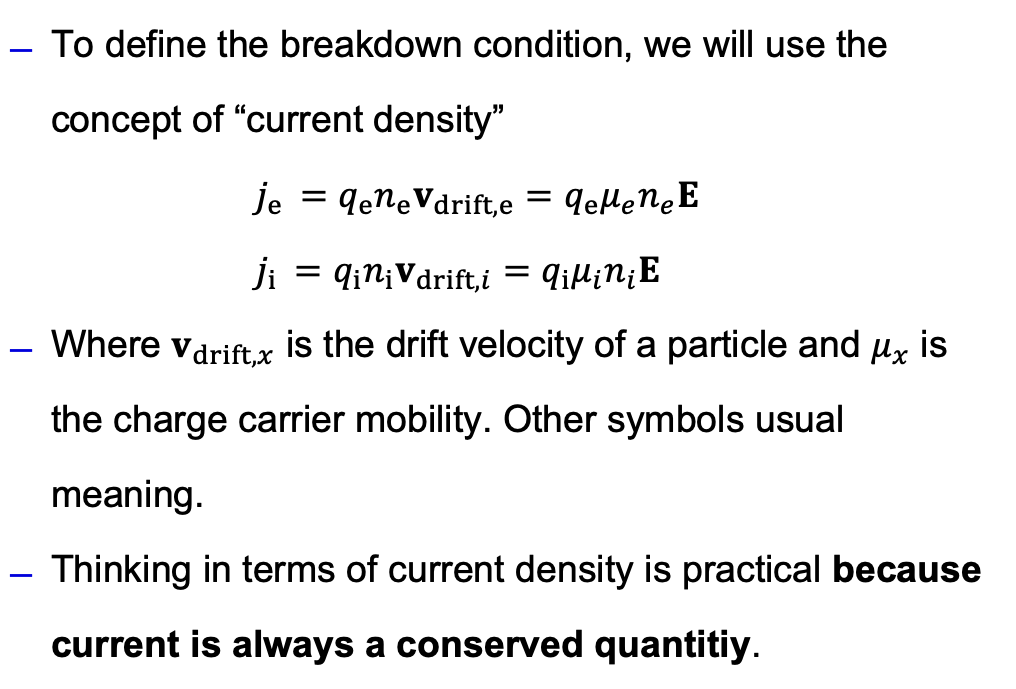 – To define the breakdown condition, we will use the
concept of “current density”
jₑ = qₑnₑ𝐯drift,e = qₑμₑnₑ𝐄
jᵢ = qᵢnᵢ𝐯drift,i = qᵢμᵢnᵢ𝐄
– Where 𝐯drift,x is the drift velocity of a particle and μₓ is
the charge carrier mobility. Other symbols usual
meaning.
– Thinking in terms of current density is practical because
current is always a conserved quantitiy.